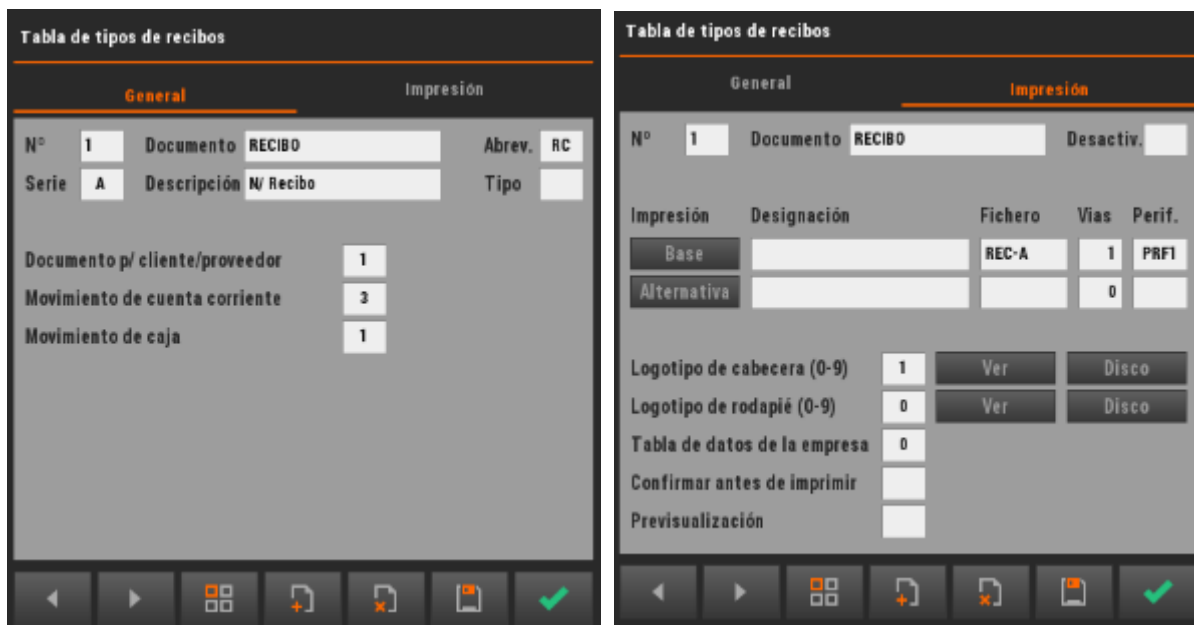 Tabla de tipos de recibos
General Impresión
Nº 1 Documento RECIBO Abrev. RC
Serie A Descripción N/ Recibo Tipo
Documento p/ cliente/proveedor 1
Movimiento de cuenta corriente 3
Movimiento de caja 1
Tabla de tipos de recibos
General Impresión
Nº 1 Documento RECIBO Desactiv.
Impresión Designación Fichero Vias Perif.
Base REC-A 1 PRF1
Alternativa 0
Logotipo de cabecera (0-9) 1 Ver Disco
Logotipo de rodapié (0-9) 0 Ver Disco
Tabla de datos de la empresa 0
Confirmar antes de imprimir
Previsualización